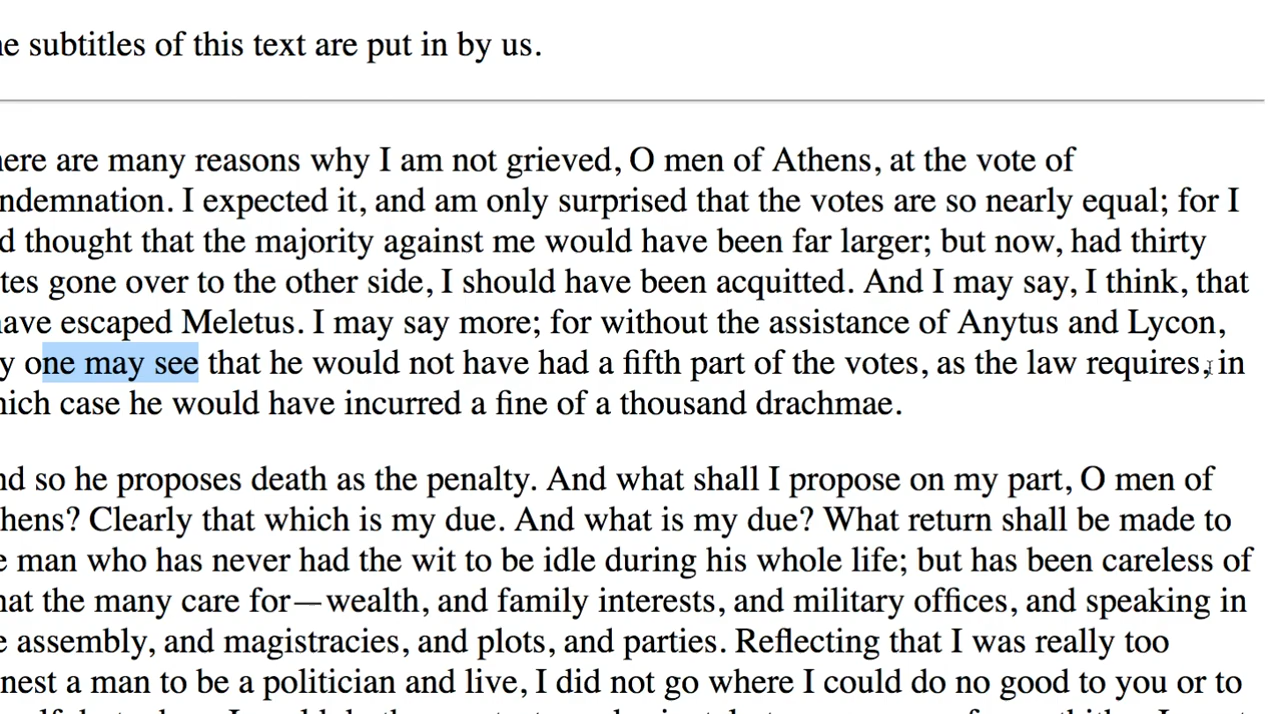 subtitles of this text are put in by us.
are many reasons why I am not grieved, O men of Athens, at the vote of
I expected it, and am only surprised that the votes are so nearly equal; for I
thought that the majority against me would have been far larger; but now, had thirty
gone over to the other side, I should have been acquitted. And I may say, I think, that
escaped Meletus. I may say more; for without the assistance of Anytus and Lycon,
one may see that he would not have had a fifth part of the votes, as the law requires, in
case he would have incurred a fine of a thousand drachmae.
so he proposes death as the penalty. And what shall I propose on my part, O men of
Clearly that which is my due. And what is my due? What return shall be made to
man who has never had the wit to be idle during his whole life; but has been careless of
the many care for—wealth, and family interests, and military offices, and speaking in
assembly, and magistracies, and plots, and parties. Reflecting that I was really too
a man to be a politician and live, I did not go where I could do no good to you or to